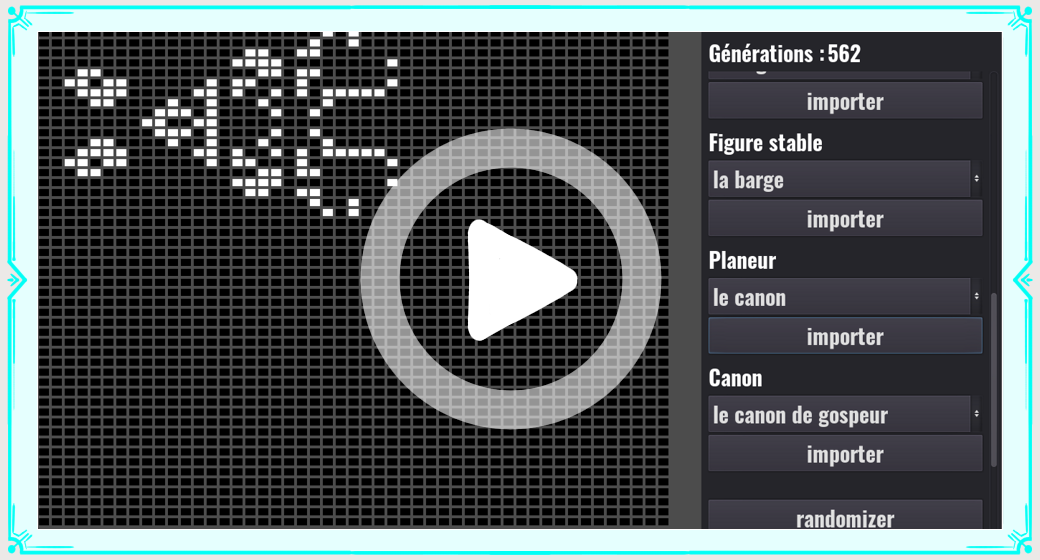 Générations : 562
importer
Figure stable
la barge
importer
Planeur
le canon
importer
Canon
le canon de gospeur
importer
randomizer